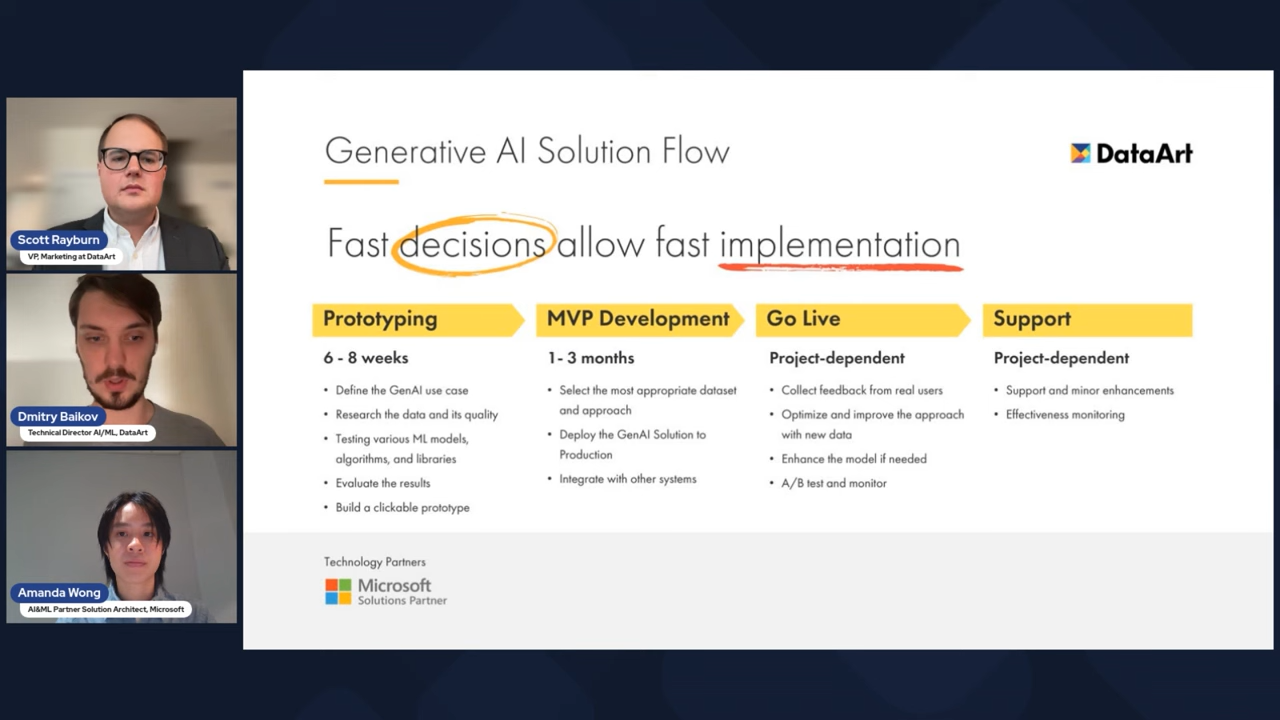 Scott Rayburn
VP, Marketing at DataArt
Dmitry Baikov
Technical Director AI/ML, DataArt
Amanda Wong
AI&ML Partner Solution Architect, Microsoft
Generative AI Solution Flow
DataArt
Fast decisions allow fast implementation
Prototyping
6 - 8 weeks
• Define the GenAI use case
• Research the data and its quality
• Testing various ML models,
algorithms, and libraries
• Evaluate the results
• Build a clickable prototype
MVP Development
1- 3 months
• Select the most appropriate dataset
and approach
• Deploy the GenAI Solution to
Production
• Integrate with other systems
Go Live
Project-dependent
• Collect feedback from real users
• Optimize and improve the approach
with new data
• Enhance the model if needed
• A/B test and monitor
Support
Project-dependent
• Support and minor enhancements
• Effectiveness monitoring
Technology Partners
Microsoft
Solutions Partner